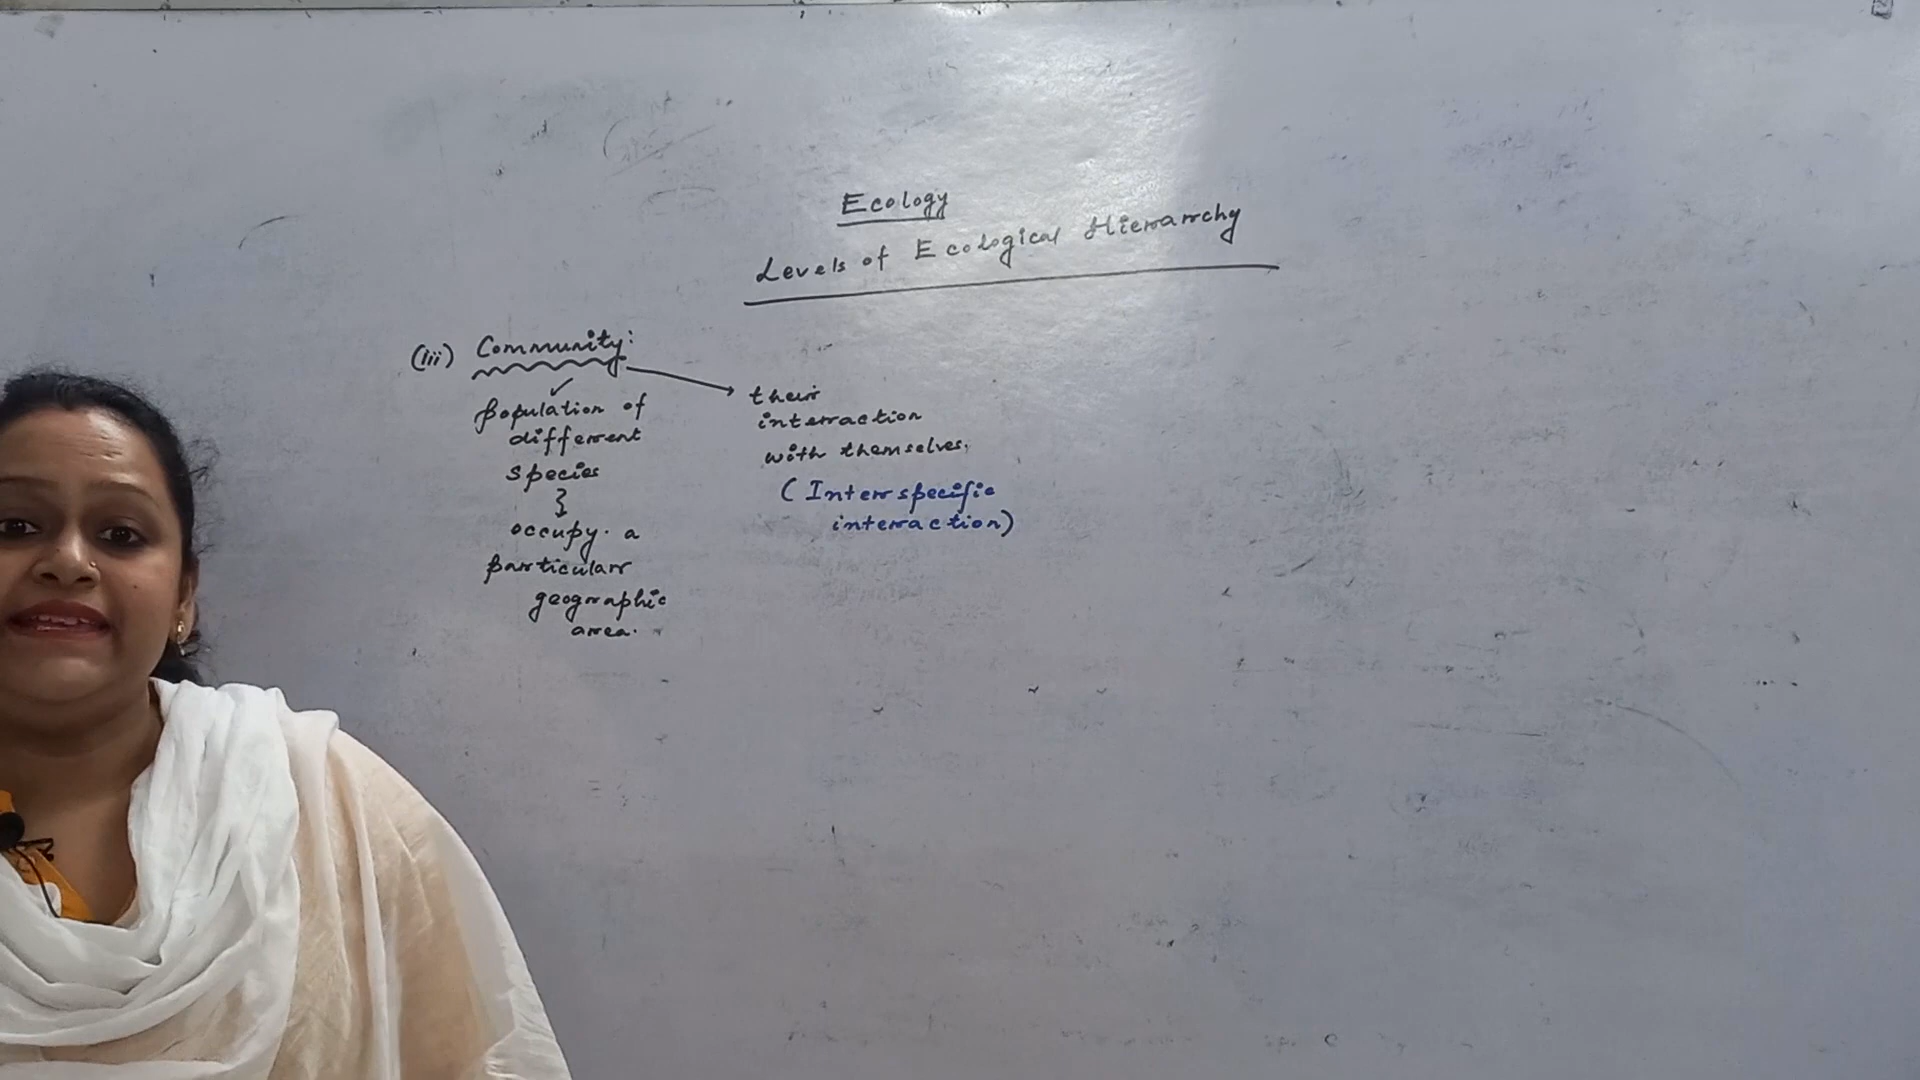 Ecology
Levels of Ecological Hierarchy
(iii) Community:
population of
different
species
occupy a
particular
geographic
area.
their
interaction
with themselves.
(Interspecific
interaction)